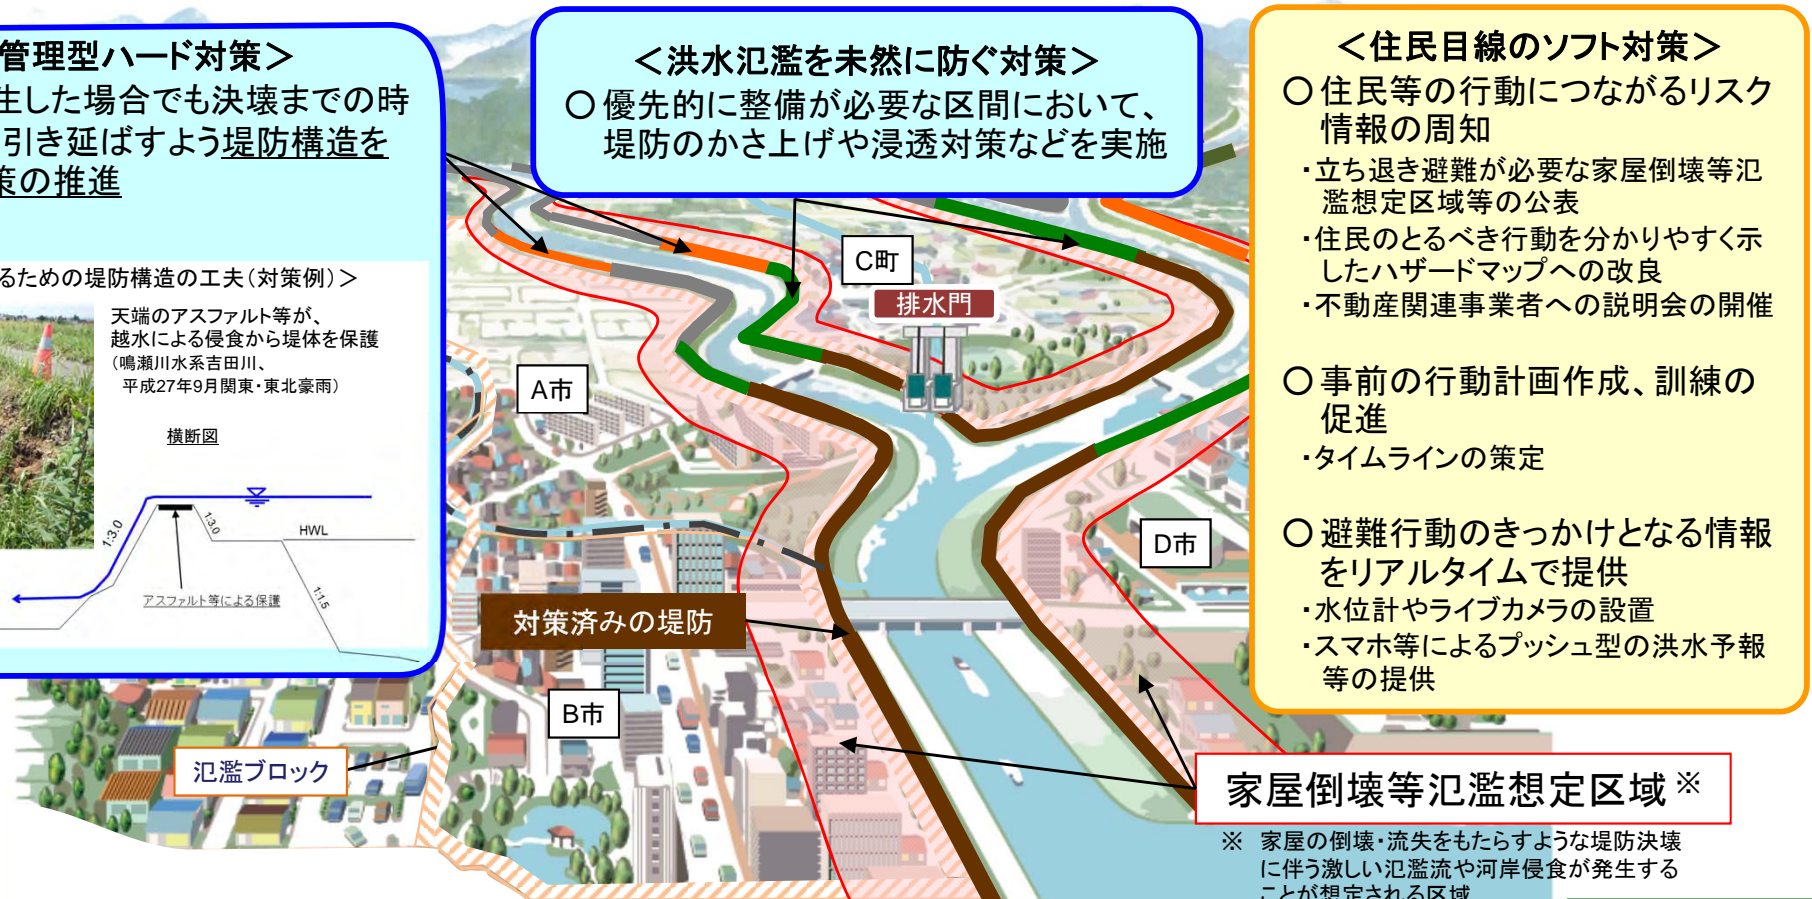 管理型ハード対策＞
生した場合でも決壊までの時
引き延ばすよう堤防構造を
策の推進
るための堤防構造の工夫(対策例)＞
天端のアスファルト等が、
越水による侵食から堤体を保護
(鳴瀬川水系吉田川、
平成27年9月関東・東北豪雨)
横断図
1:3.0
1:3.0
HWL
1:1.5
アスファルト等による保護
＜洪水氾濫を未然に防ぐ対策＞
○優先的に整備が必要な区間において、
堤防のかさ上げや浸透対策などを実施
＜住民目線のソフト対策＞
○住民等の行動につながるリスク
情報の周知
・立ち退き避難が必要な家屋倒壊等氾
濫想定区域等の公表
・住民のとるべき行動を分かりやすく示
したハザードマップへの改良
・不動産関連事業者への説明会の開催
○事前の行動計画作成、訓練の
促進
・タイムラインの策定
○避難行動のきっかけとなる情報
をリアルタイムで提供
・水位計やライブカメラの設置
・スマホ等によるプッシュ型の洪水予報
等の提供
C町
排水門
A市
D市
対策済みの堤防
B市
氾濫ブロック
家屋倒壊等氾濫想定区域※
※ 家屋の倒壊・流失をもたらすような堤防決壊
に伴う激しい氾濫流や河岸侵食が発生する
ことが想定される区域